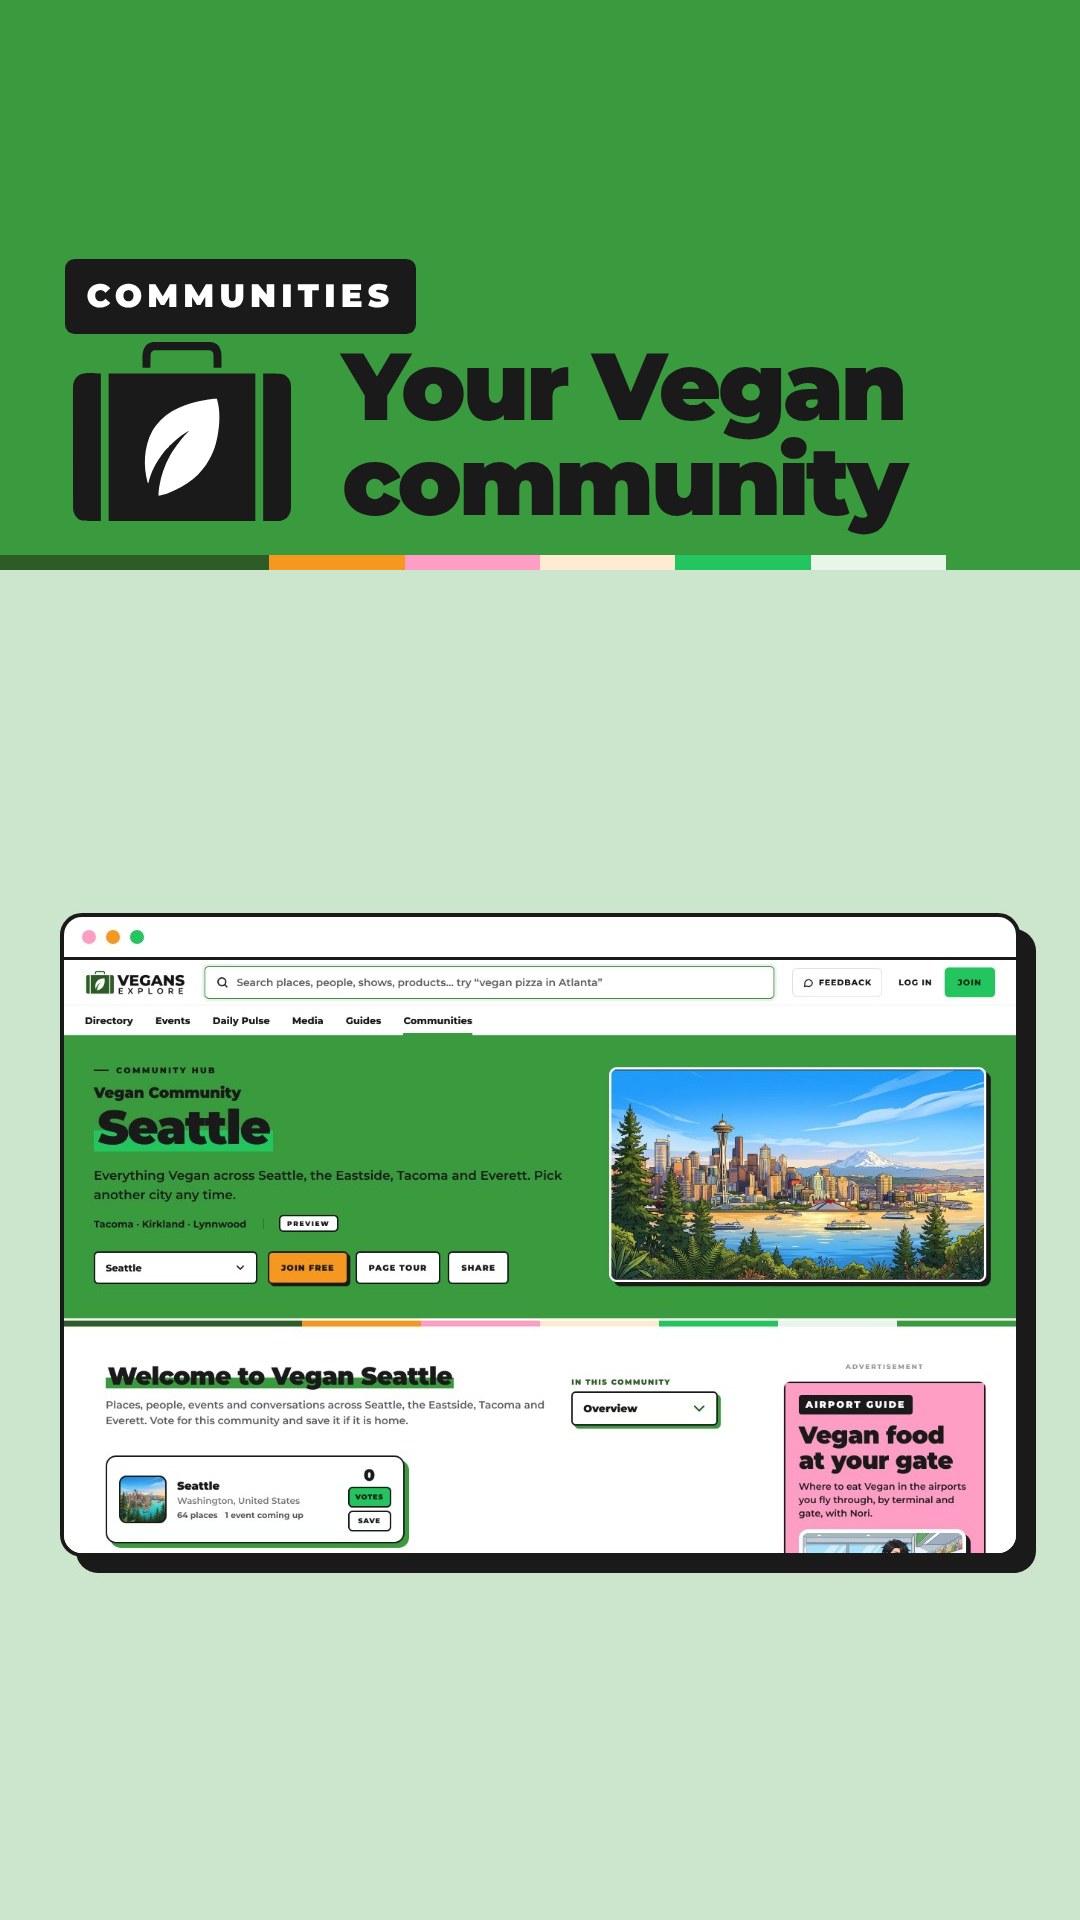 COMMUNITIES
Your Vegan
community
VEGANS
EXPLORE
Search places, people, shows, products... try “vegan pizza in Atlanta”
FEEDBACK
LOG IN
JOIN
Directory
Events
Daily Pulse
Media
Guides
Communities
COMMUNITY HUB
Vegan Community
Seattle
Everything Vegan across Seattle, the Eastside, Tacoma and Everett. Pick
another city any time.
Tacoma · Kirkland · Lynnwood
PREVIEW
Seattle
JOIN FREE
PAGE TOUR
SHARE
Welcome to Vegan Seattle
Places, people, events and conversations across Seattle, the Eastside, Tacoma and
Everett. Vote for this community and save it if it is home.
IN THIS COMMUNITY
Overview
Seattle
Washington, United States
64 places 1 event coming up
0
VOTES
SAVE
ADVERTISEMENT
AIRPORT GUIDE
Vegan food
at your gate
Where to eat Vegan in the airports
you fly through, by terminal and
gate, with Nori.